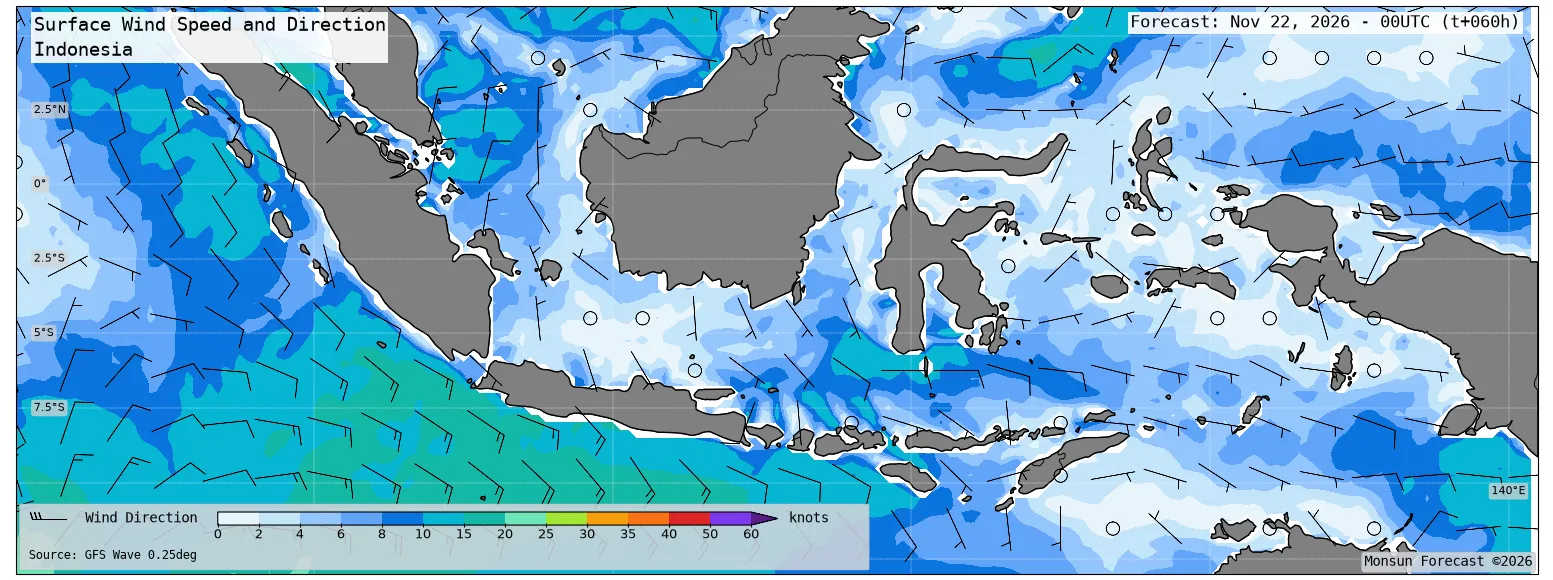 Surface Wind Speed and Direction
Indonesia
Forecast: Nov 22, 2026 - 00UTC (t+060h)
2.5°N
0°
2.5°S
5°S
7.5°S
140°E
Wind Direction
0 2 4 6 8 10 15 20 25 30 35 40 50 60
knots
Source: GFS Wave 0.25deg
Monsun Forecast ©2026